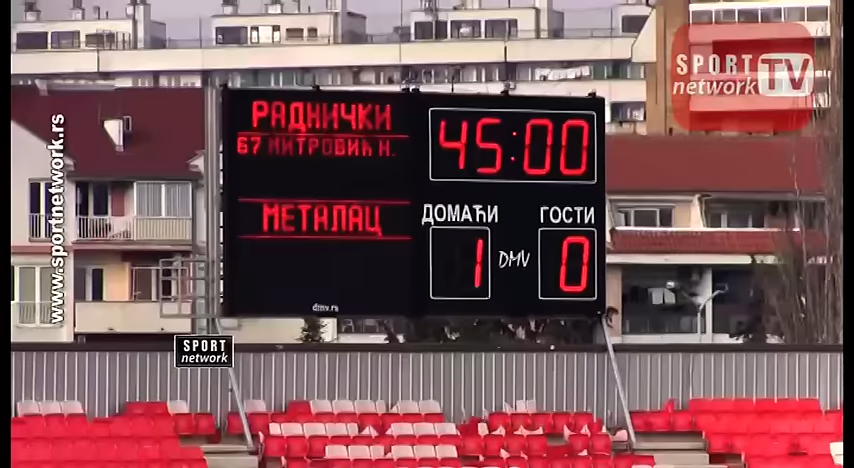 SPORT
network TV
РАДНИЧКИ
67 МИТРОВИЋ Н.
45:00
МЕТАЛАЦ
ДОМАЋИ ГОСТИ
1 DMV 0
dmv.rs
www.sportnetwork.rs
SPORT
network